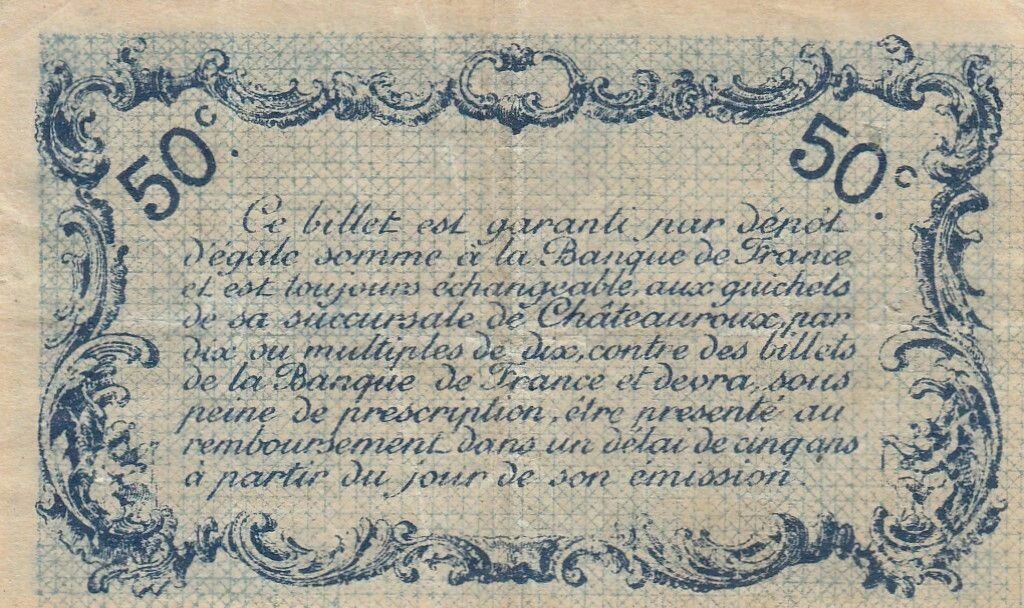 50c.
50c.
Ce billet est garanti par dépot
d'égale somme à la Banque de France
et est toujours échangeable, aux guichets
de sa succursale de Châteauroux, par
dix ou multiples de dix, contre des billets
de la Banque de France et devra, sous
peine de prescription, être présenté au
remboursement dans un délai de cinq ans
à partir du jour de son émission.